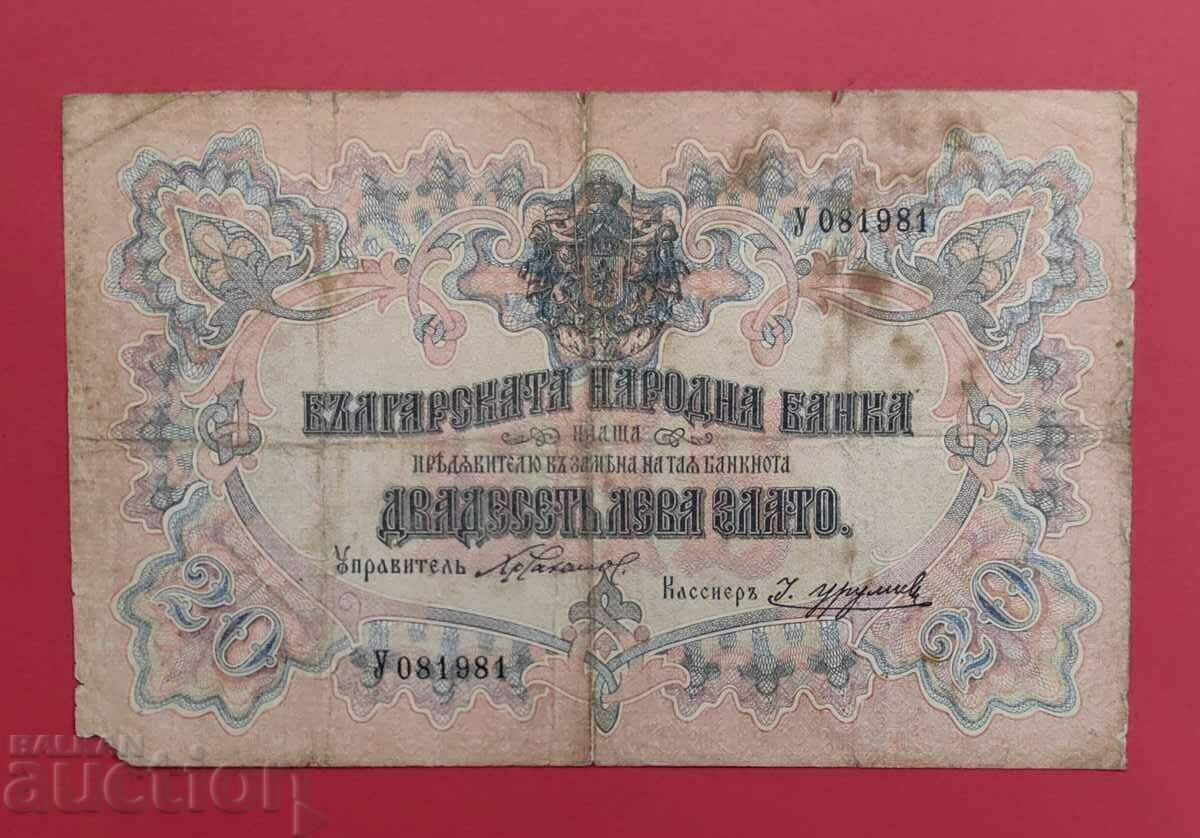 У 081981
БЪЛГАРСКАТА НАРОДНА БАНКА
ПЛАЩА
ПРѢДЯВИТЕЛЮ ВЪ ЗАМѢНА НА ТАЯ БАНКНОТА
ДВАДЕСЕТЬ ЛЕВА ЗЛАТО.
Управитель
Кассиеръ
20
20
У 081981
BALKAN
auction